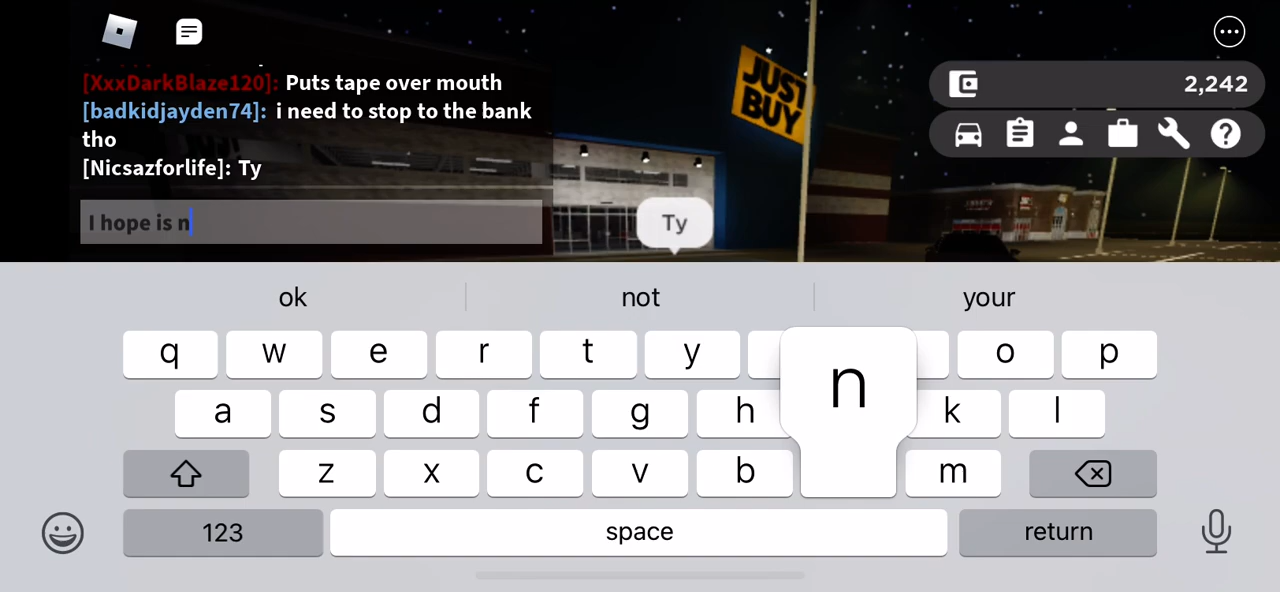 [XxxDarkBlaze120]: Puts tape over mouth
[badkidjayden74]: i need to stop to the bank
tho
[Nicsazforlife]: Ty
I hope is n
Ty
JUST
BUY
2,242
ok not your
q w e r t y o p
a s d f g h k l
z x c v b n m
123 space return